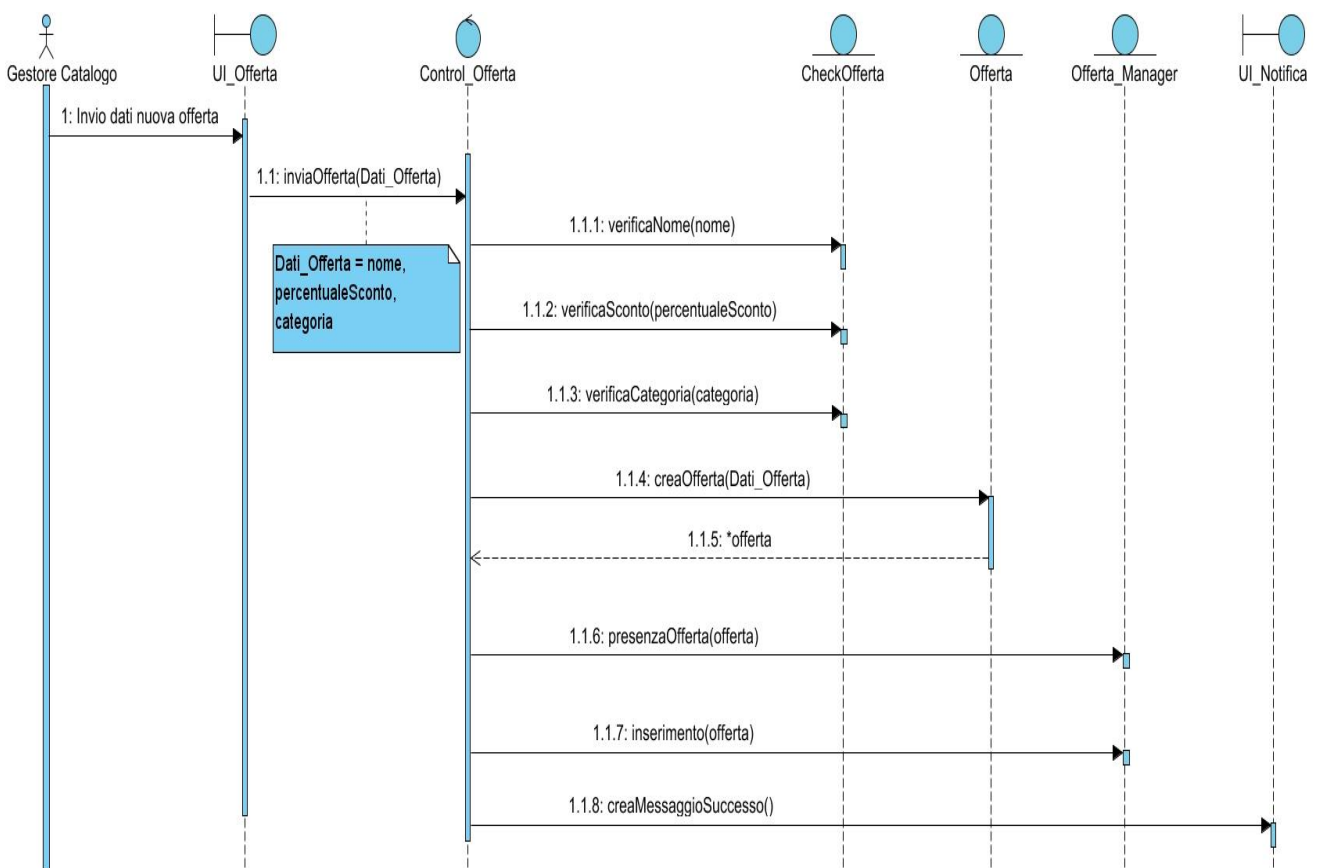 Gestore Catalogo
UI_Offerta
Control_Offerta
CheckOfferta
Offerta
Offerta_Manager
UI_Notifica
1: Invio dati nuova offerta
1.1: inviaOfferta(Dati_Offerta)
Dati_Offerta = nome,
percentualeSconto,
categoria
1.1.1: verificaNome(nome)
1.1.2: verificaSconto(percentualeSconto)
1.1.3: verificaCategoria(categoria)
1.1.4: creaOfferta(Dati_Offerta)
1.1.5: *offerta
1.1.6: presenzaOfferta(offerta)
1.1.7: inserimento(offerta)
1.1.8: creaMessaggioSuccesso()